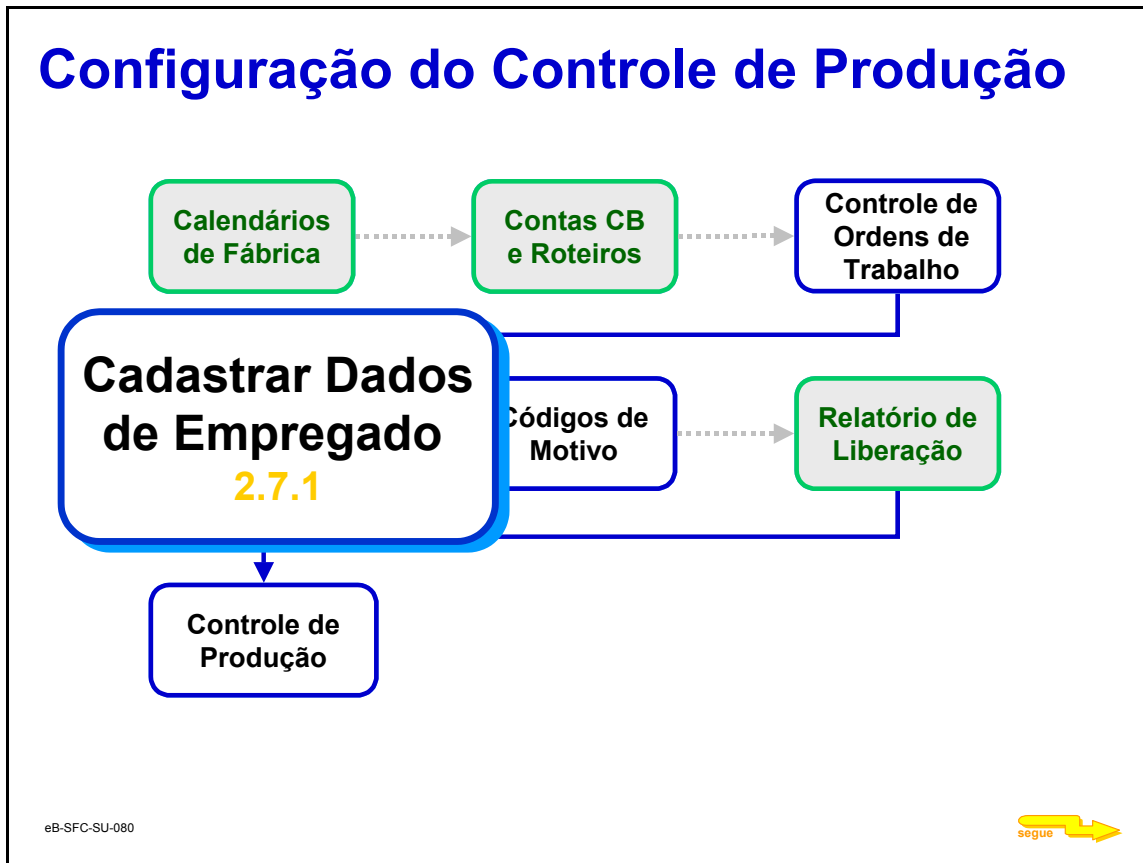 Configuração do Controle de Produção
Calendários
de Fábrica
Contas CB
e Roteiros
Controle de
Ordens de
Trabalho
Cadastrar Dados
de Empregado
2.7.1
Códigos de
Motivo
Relatório de
Liberação
Controle de
Produção
eB-SFC-SU-080
segue